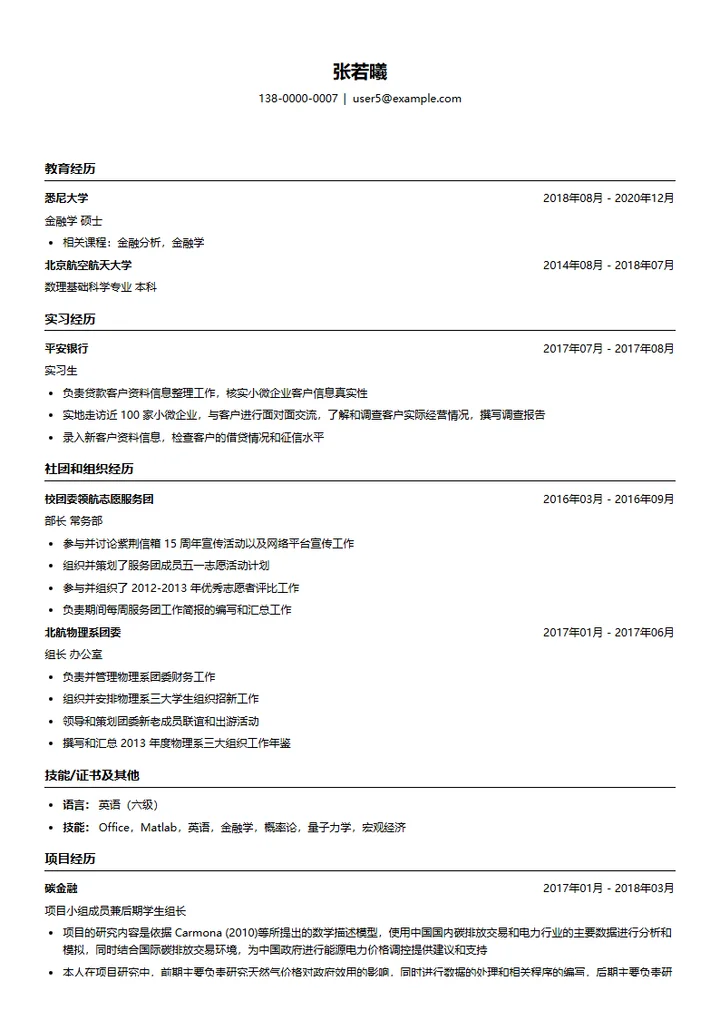 张若曦
138-0000-0007 | user5@example.com
教育经历
悉尼大学 2018年08月 - 2020年12月
金融学 硕士
• 相关课程：金融分析，金融学
北京航空航天大学 2014年08月 - 2018年07月
数理基础科学专业 本科
实习经历
平安银行 2017年07月 - 2017年08月
实习生
• 负责贷款客户资料信息整理工作，核实小微企业客户信息真实性
• 实地走访近 100 家小微企业，与客户进行面对面交流，了解和调查客户实际经营情况，撰写调查报告
• 录入新客户资料信息，检查客户的借贷情况和征信水平
社团和组织经历
校团委领航志愿服务团 2016年03月 - 2016年09月
部长 常务部
• 参与并讨论紫荆信箱 15 周年宣传活动以及网络平台宣传工作
• 组织并策划了服务团成员五一志愿活动计划
• 参与并组织了 2012-2013 年优秀志愿者评比工作
• 负责期间每周服务团工作简报的编写和汇总工作
北航物理系团委 2017年01月 - 2017年06月
组长 办公室
• 负责并管理物理系团委财务工作
• 组织并安排物理系三大学生组织招新工作
• 领导和策划团委新老成员联谊和出游活动
• 撰写和汇总 2013 年度物理系三大组织工作年鉴
技能/证书及其他
• 语言： 英语（六级）
• 技能： Office，Matlab，英语，金融学，概率论，量子力学，宏观经济
项目经历
碳金融 2017年01月 - 2018年03月
项目小组成员兼后期学生组长
• 项目的研究内容是依据 Carmona (2010)等所提出的数学描述模型，使用中国国内碳排放交易和电力行业的主要数据进行分析和
模拟，同时结合国际碳排放交易环境，为中国政府进行能源电力价格调控提供建议和支持
• 本人在项目研究中，前期主要负责研究天然气价格对政府效用的影响，同时进行数据的处理和相关程序的编写，后期主要负责研